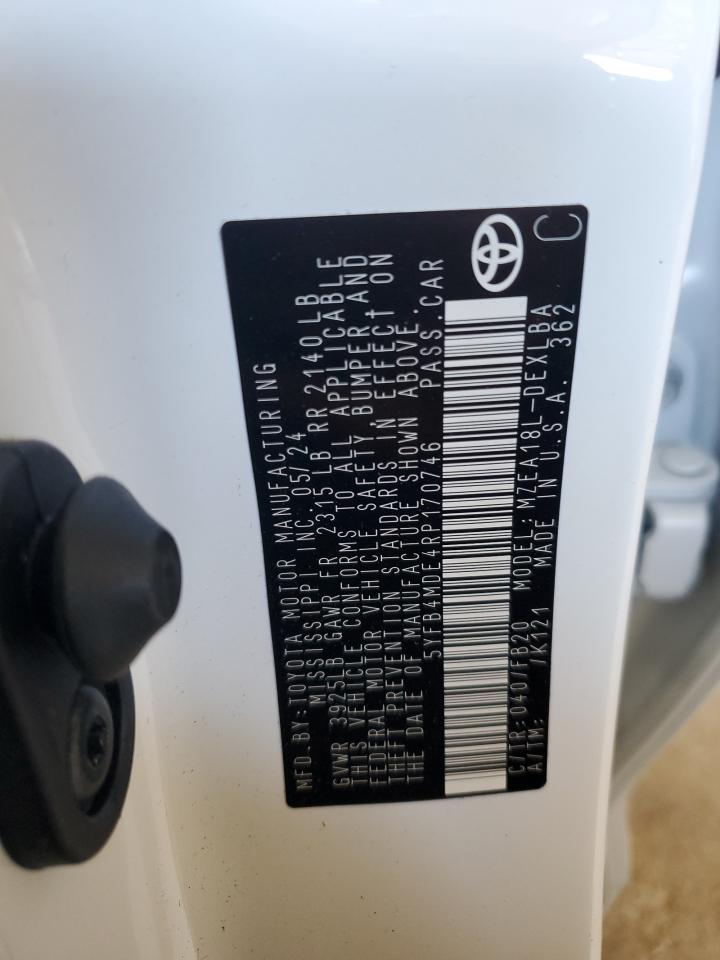 MFD.BY:TOYOTA MOTOR MANUFACTURING
MISSISSIPPI INC.05/24
GVWR 3925LB GAWR FR 2315LB RR 2140LB
THIS VEHICLE CONFORMS TO ALL APPLICABLE
FEDERAL MOTOR VEHICLE SAFETY,BUMPER,AND
THEFT PREVENTION STANDARDS IN EFFECT ON
THE DATE OF MANUFACTURE SHOWN ABOVE.
5YFB4MDE4RP170746 PASS.CAR
C/TR:040/FB20 MODEL:MZEA18L-DEXLBA
A/TM: /K121 MADE IN U.S.A. 362
C